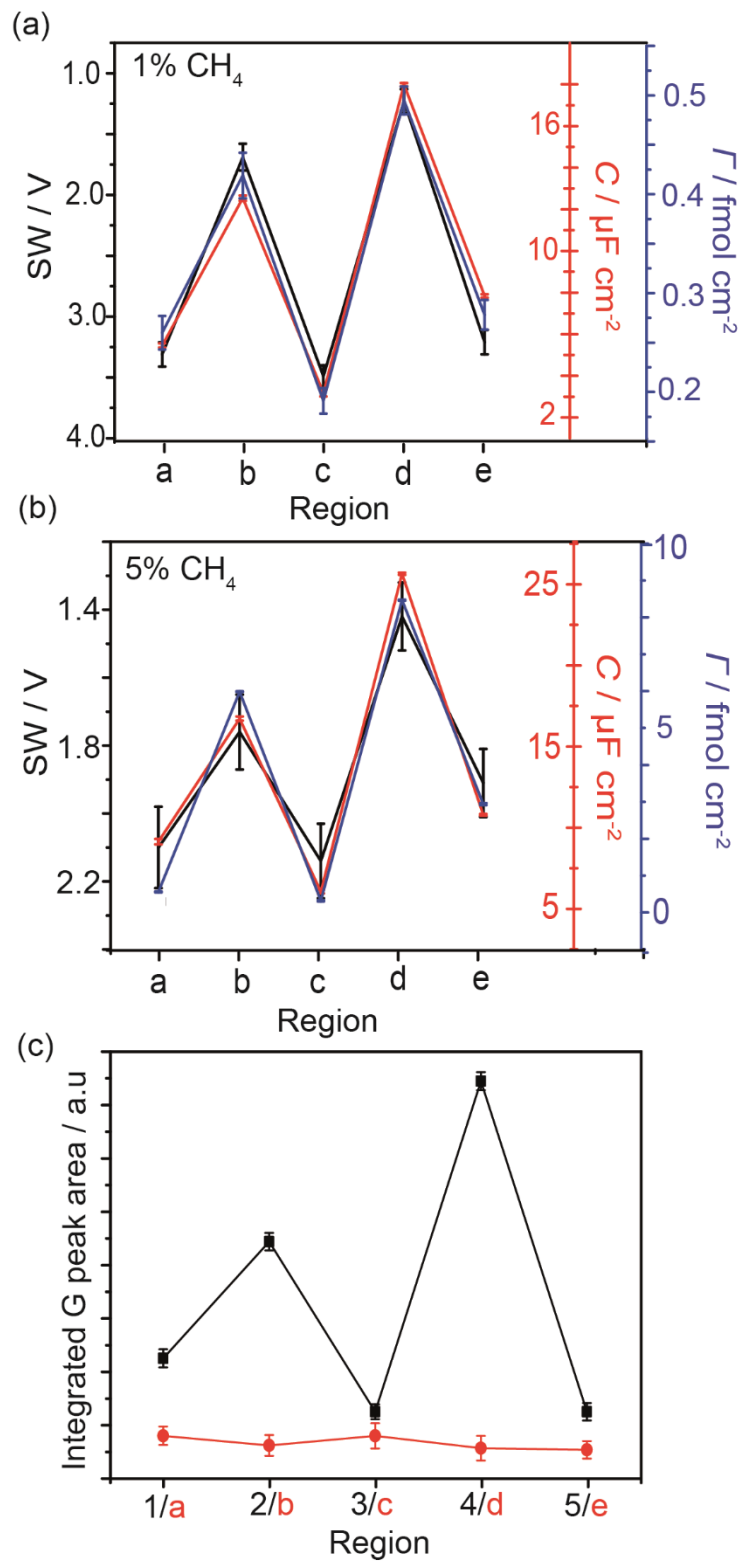 (a)
1% CH₄
SW / V
1.0
2.0
3.0
4.0
16
10
2
C / µF cm⁻²
0.5
0.4
0.3
0.2
Γ / fmol cm⁻²
a b c d e
Region
(b)
5% CH₄
SW / V
1.4
1.8
2.2
25
15
5
C / µF cm⁻²
10
5
0
Γ / fmol cm⁻²
a b c d e
Region
(c)
Integrated G peak area / a.u
1/a 2/b 3/c 4/d 5/e
Region